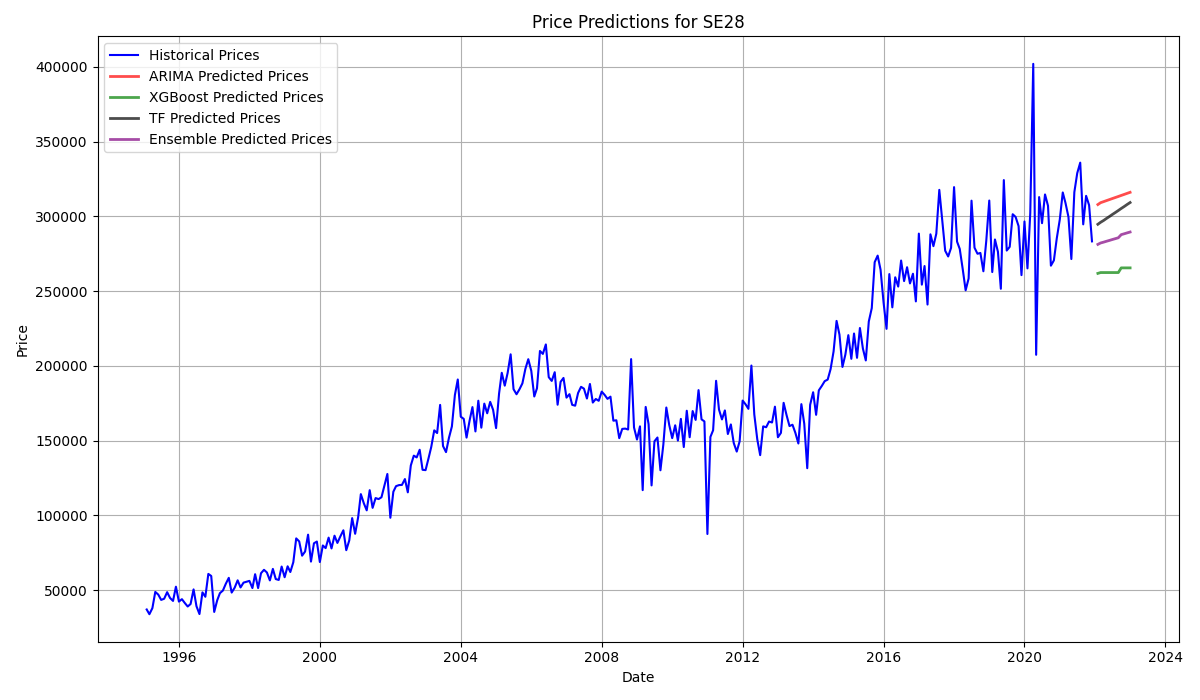 Price Predictions for SE28
Historical Prices
ARIMA Predicted Prices
XGBoost Predicted Prices
TF Predicted Prices
Ensemble Predicted Prices
Price
400000
350000
300000
250000
200000
150000
100000
50000
1996 2000 2004 2008 2012 2016 2020 2024
Date